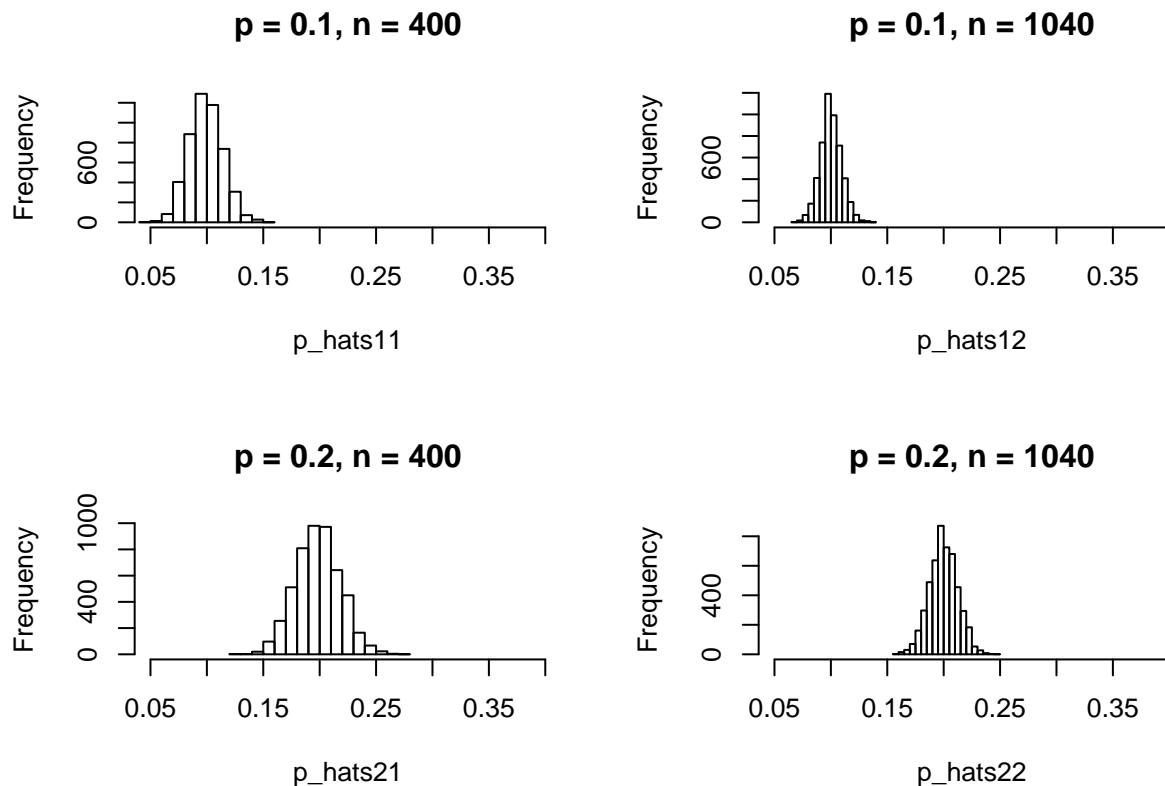 p = 0.1, n = 400
Frequency
0
600
0.05 0.15 0.25 0.35
p_hats11
p = 0.1, n = 1040
Frequency
0
600
0.05 0.15 0.25 0.35
p_hats12
p = 0.2, n = 400
Frequency
0
400
1000
0.05 0.15 0.25 0.35
p_hats21
p = 0.2, n = 1040
Frequency
0
400
0.05 0.15 0.25 0.35
p_hats22